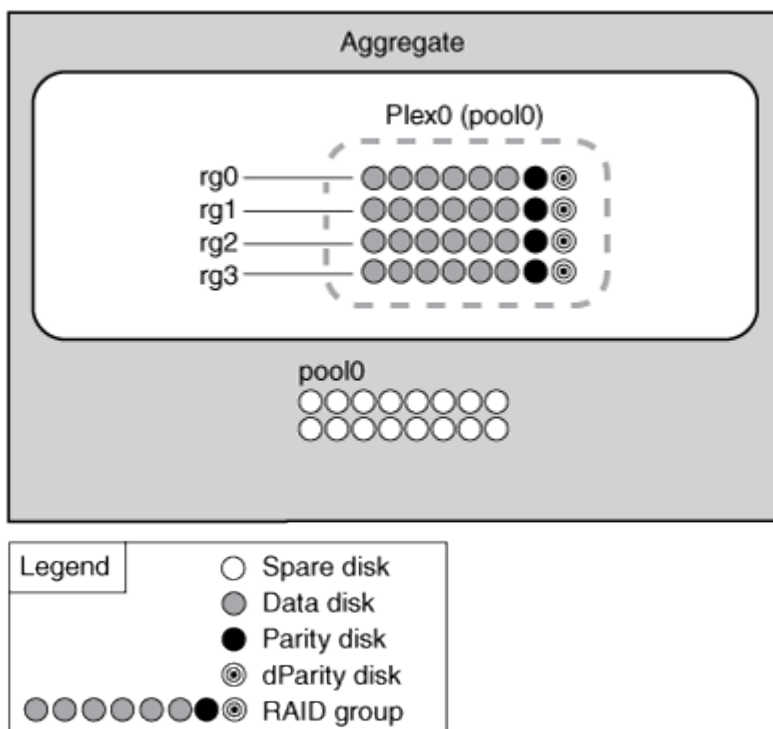 Aggregate
Plex0 (pool0)
rg0
rg1
rg2
rg3
pool0
Legend
Spare disk
Data disk
Parity disk
dParity disk
RAID group